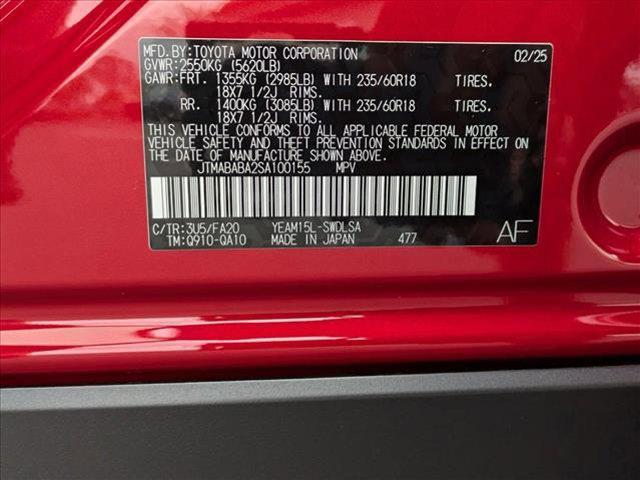 MFD.BY:TOYOTA MOTOR CORPORATION 02/25
GVWR:2550KG (5620LB)
GAWR:FRT. 1355KG (2985LB) WITH 235/60R18 TIRES.
18X7 1/2J RIMS.
RR. 1400KG (3085LB) WITH 235/60R18 TIRES.
18X7 1/2J RIMS.
THIS VEHICLE CONFORMS TO ALL APPLICABLE FEDERAL MOTOR
VEHICLE SAFETY AND THEFT PREVENTION STANDARDS IN EFFECT ON
THE DATE OF MANUFACTURE SHOWN ABOVE.
JTMABABA2SA100155 MPV
C/TR:3U5/FA20 YEAM15L-SWDLSA
TM:Q910-QA10 MADE IN JAPAN 477 AF